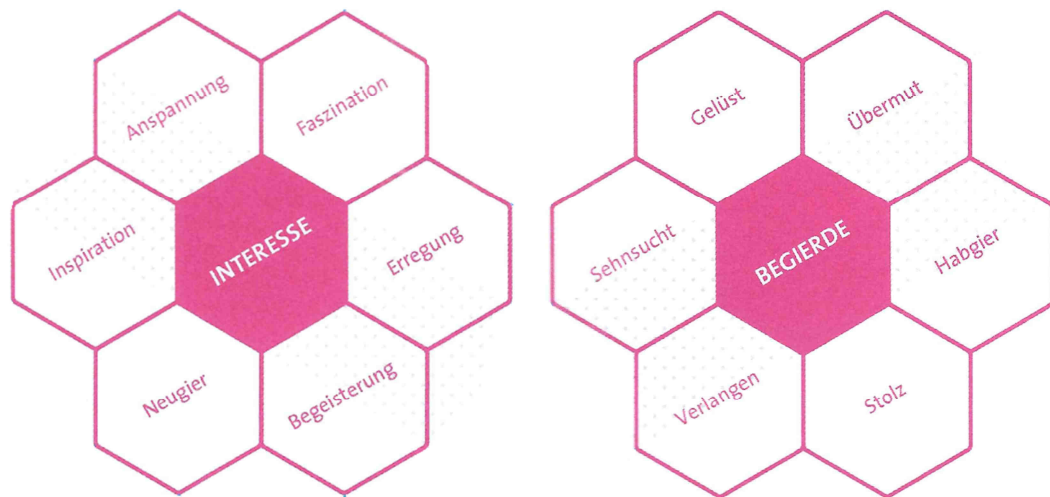 Anspannung
Faszination
Inspiration
INTERESSE
Erregung
Neugier
Begeisterung
Gelüst
Übermut
Sehnsucht
BEGIERDE
Habgier
Verlangen
Stolz